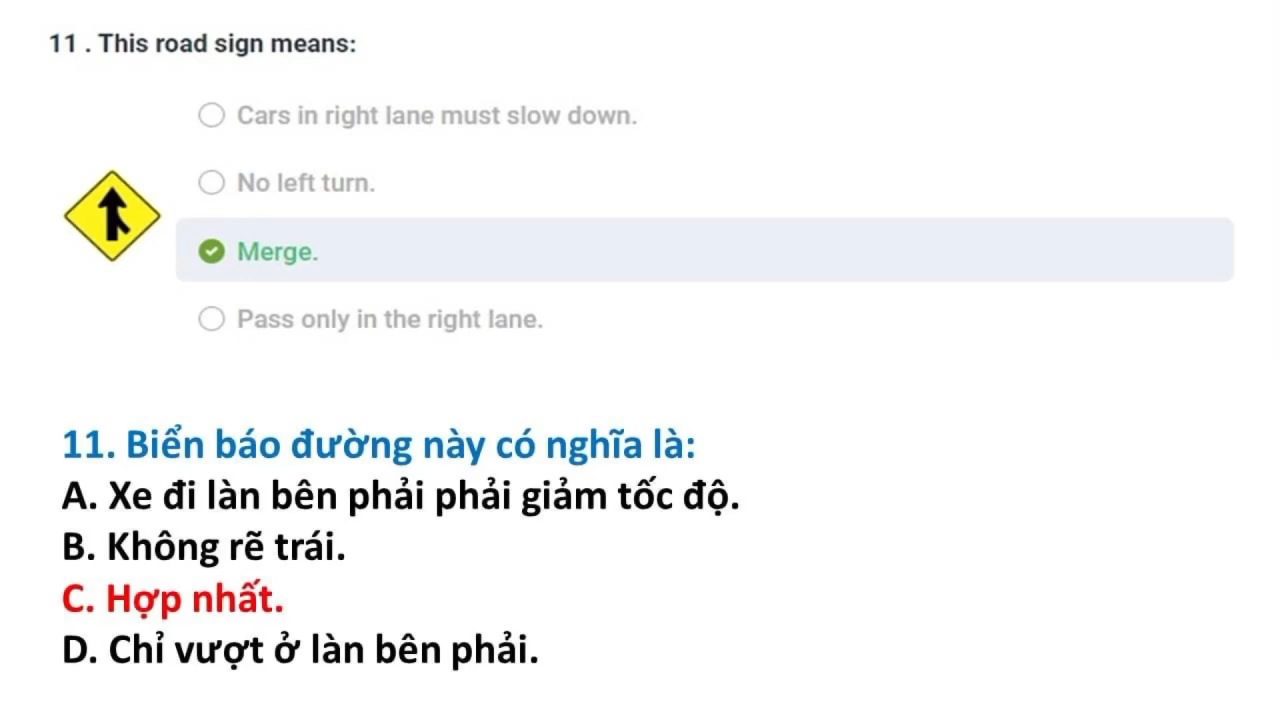 11 . This road sign means:
Cars in right lane must slow down.
No left turn.
Merge.
Pass only in the right lane.
11. Biển báo đường này có nghĩa là:
A. Xe đi làn bên phải phải giảm tốc độ.
B. Không rẽ trái.
C. Hợp nhất.
D. Chỉ vượt ở làn bên phải.